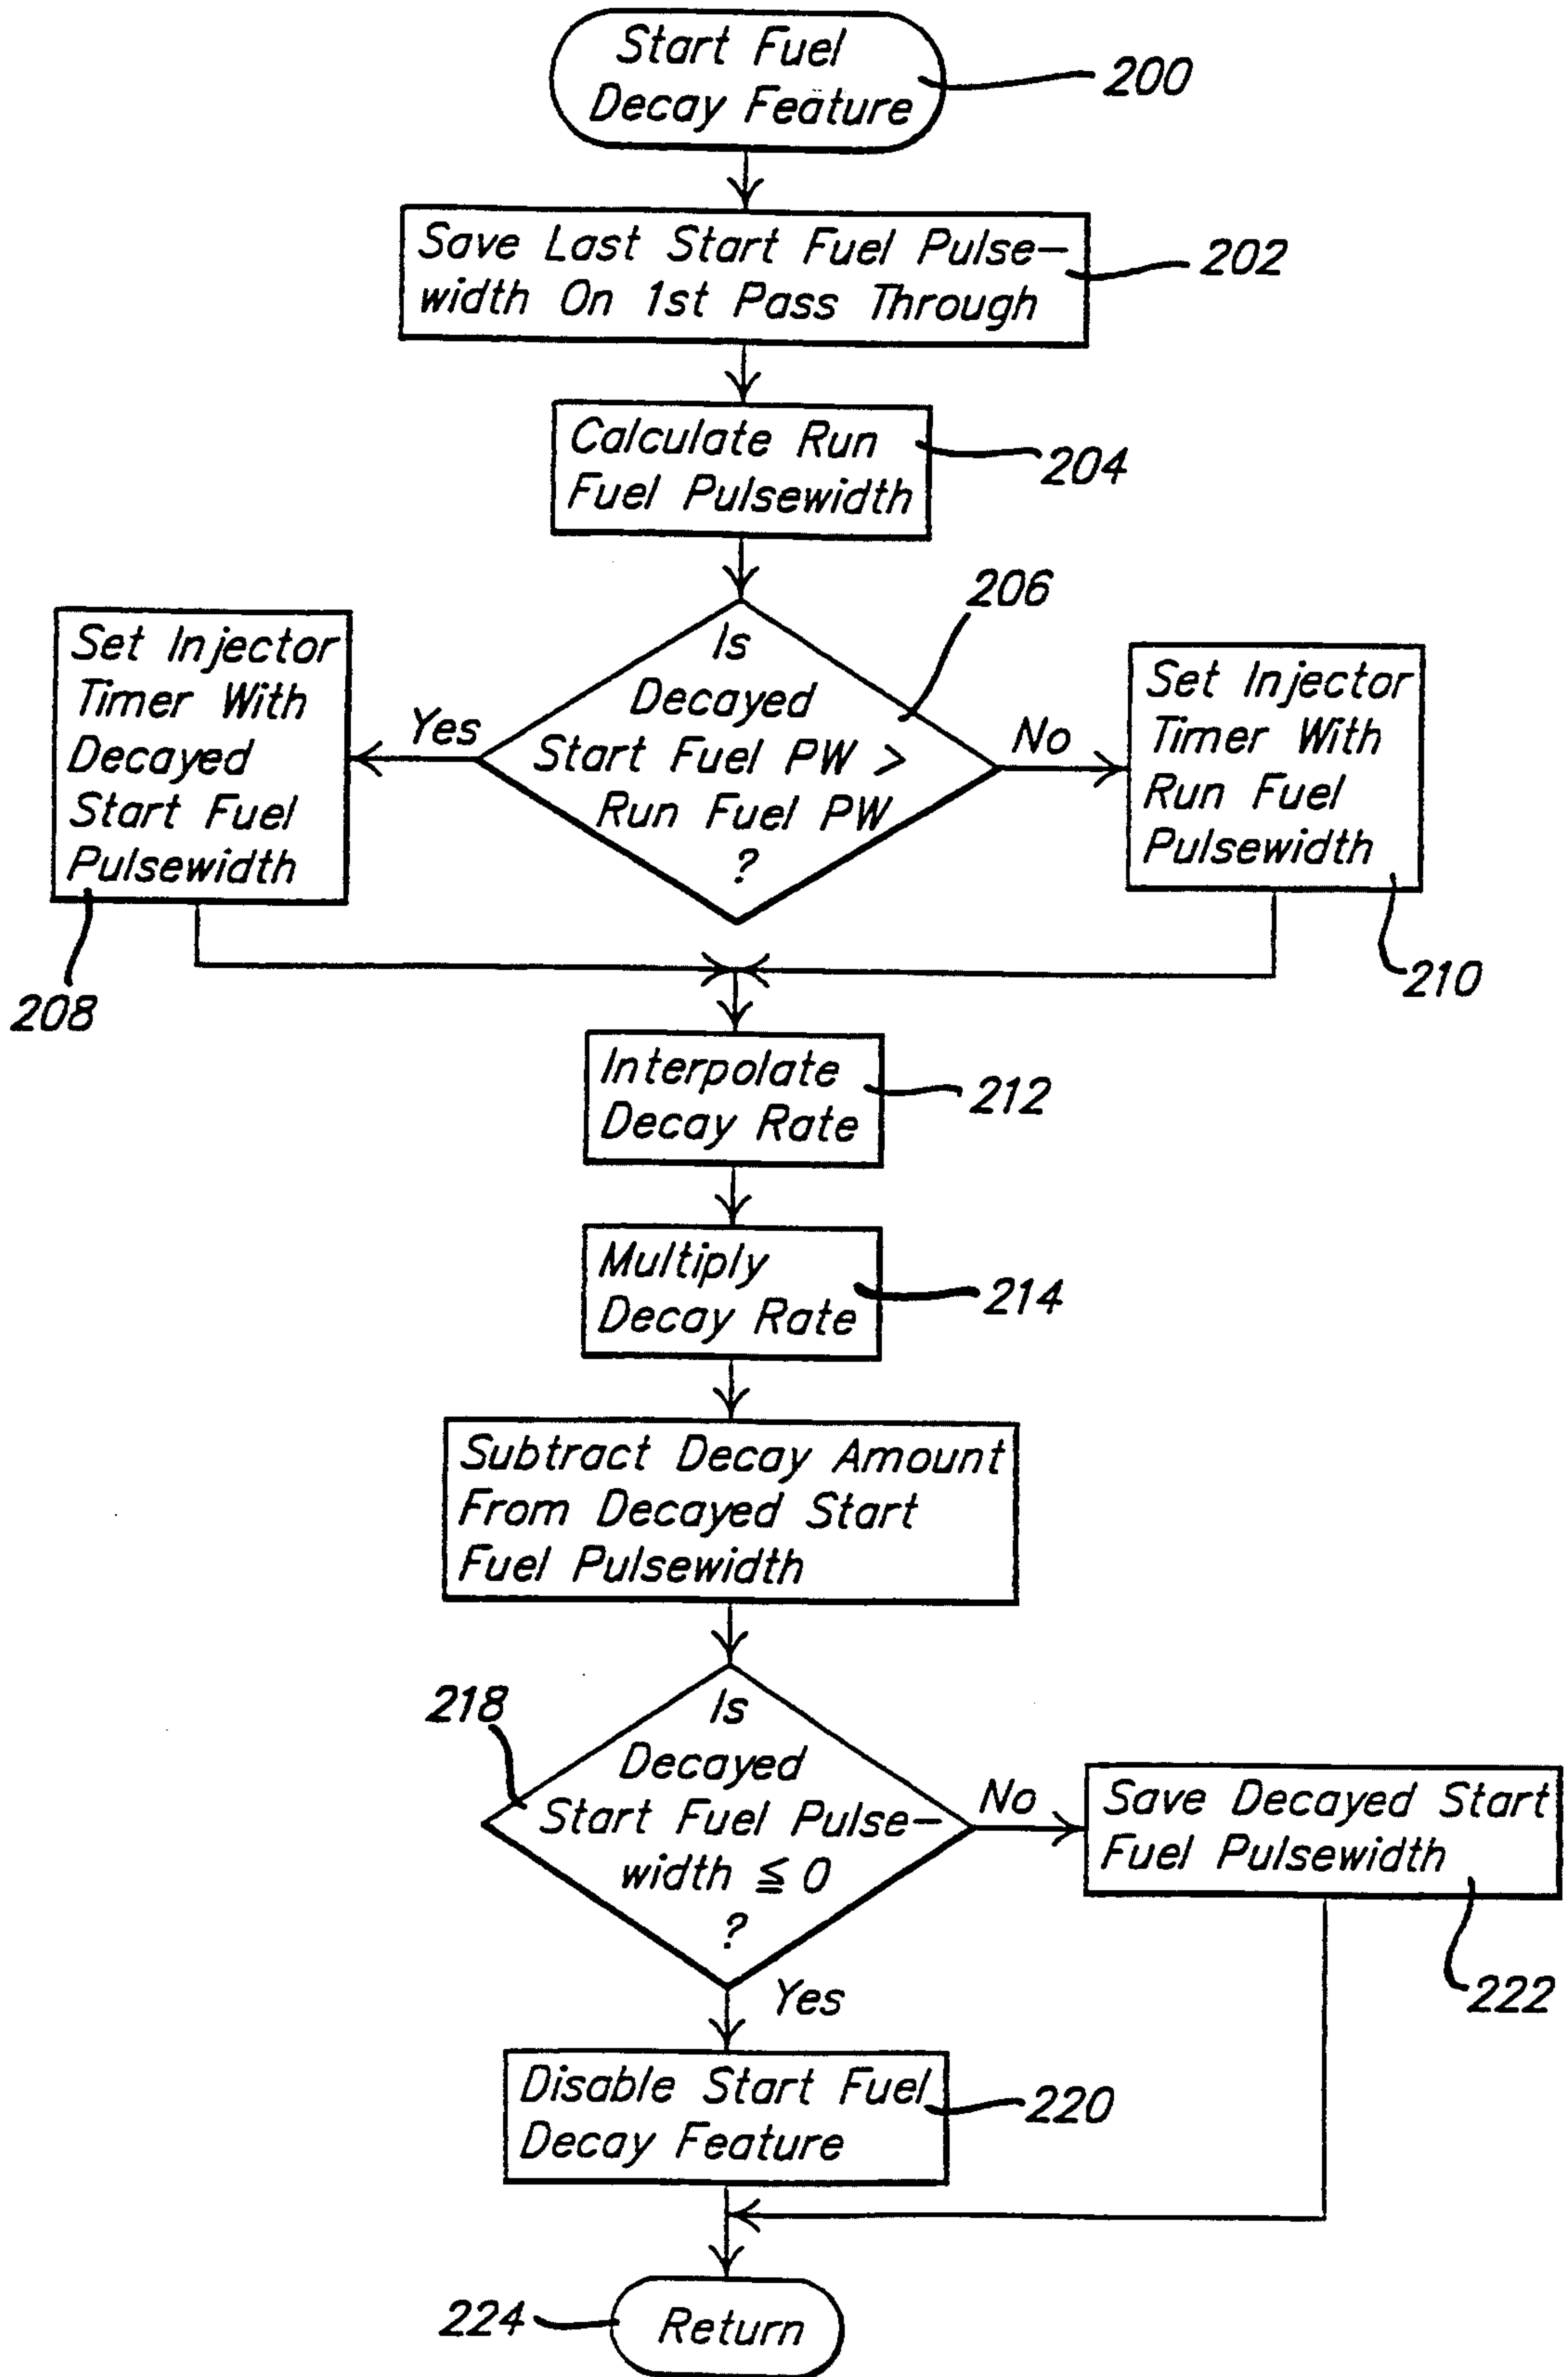 Start Fuel
Decay Feature
200
Save Last Start Fuel Pulse-
width On 1st Pass Through
202
Calculate Run
Fuel Pulsewidth
204
206
Is
Decayed
Start Fuel PW >
Run Fuel PW
?
Yes
No
Set Injector
Timer With
Decayed
Start Fuel
Pulsewidth
208
Set Injector
Timer With
Run Fuel
Pulsewidth
210
Interpolate
Decay Rate
212
Multiply
Decay Rate
214
Subtract Decay Amount
From Decayed Start
Fuel Pulsewidth
218
Is
Decayed
Start Fuel Pulse-
width ≦ 0
?
No
Save Decayed Start
Fuel Pulsewidth
222
Yes
Disable Start Fuel
Decay Feature
220
224
Return